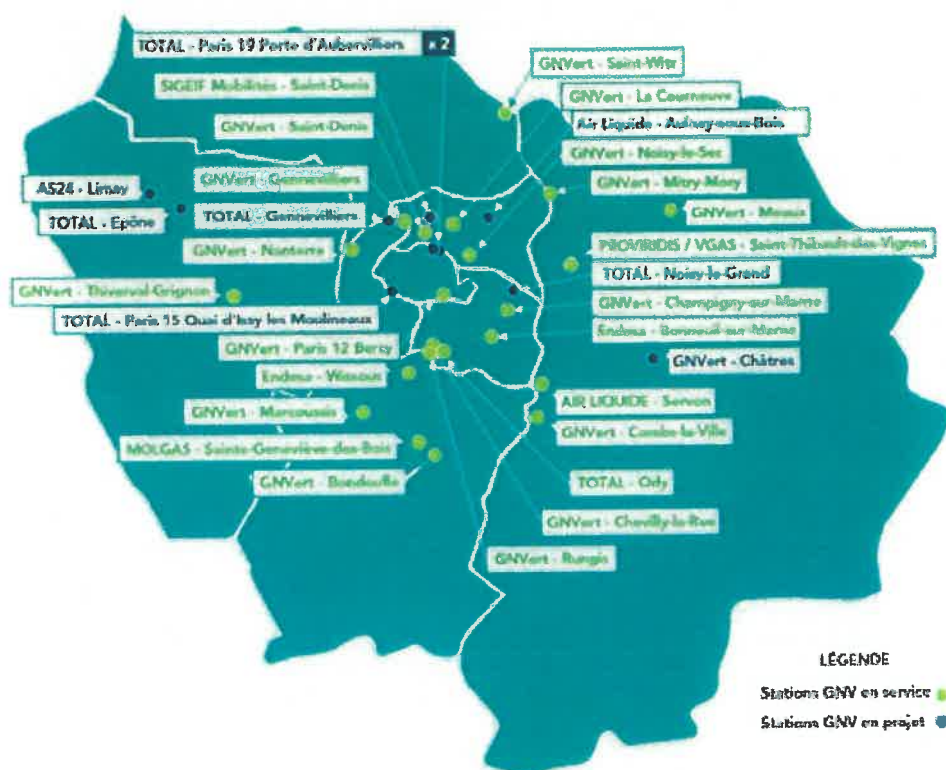 TOTAL - Paris 19 Porte d'Aubervilliers x2
SIGEIF Mobilités - Saint-Denis
GNVert - Saint-Denis
GNVert - Gennevilliers
AS24 - Limay
TOTAL - Epône
TOTAL - Gennevilliers
GNVert - Nanterre
GNVert - Thiverval-Grignon
TOTAL - Paris 15 Quai d'Issy les Moulineaux
GNVert - Paris 12 Bercy
Endesa - Wissous
GNVert - Marcoussis
MOLGAS - Sainte-Geneviève-des-Bois
GNVert - Bondoufle
GNVert - Saint-Witz
GNVert - La Courneuve
Air Liquide - Aulnay-sous-Bois
GNVert - Noisy-le-Sec
GNVert - Mitry-Mory
GNVert - Meaux
PROVIRIDIS / VGAS - Saint-Thibault-des-Vignes
TOTAL - Noisy-le-Grand
GNVert - Champigny-sur-Marne
Endesa - Bonneuil-sur-Marne
GNVert - Châtres
AIR LIQUIDE - Servon
GNVert - Combs-la-Ville
TOTAL - Orly
GNVert - Chevilly-la-Rue
GNVert - Rungis
LÉGENDE
Stations GNV en service
Stations GNV en projet